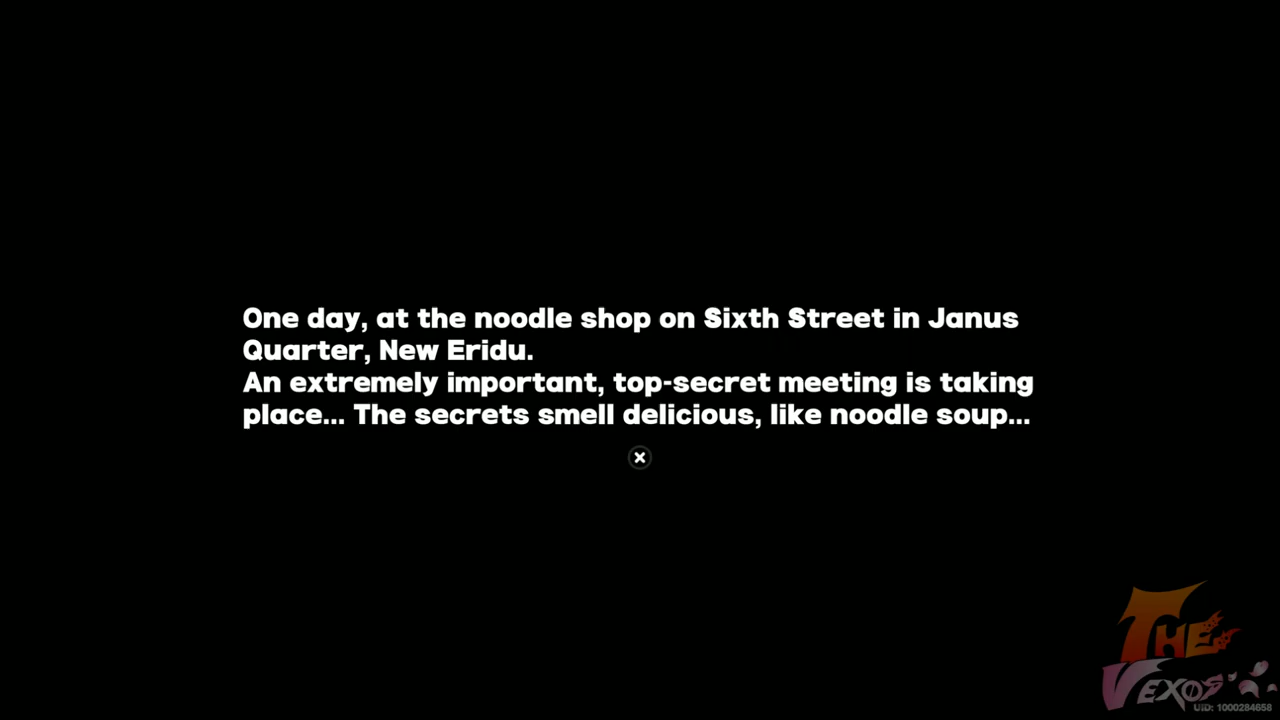 One day, at the noodle shop on Sixth Street in Janus
Quarter, New Eridu.
An extremely important, top-secret meeting is taking
place... The secrets smell delicious, like noodle soup...
THE
VEXOS
UID: 1000284658